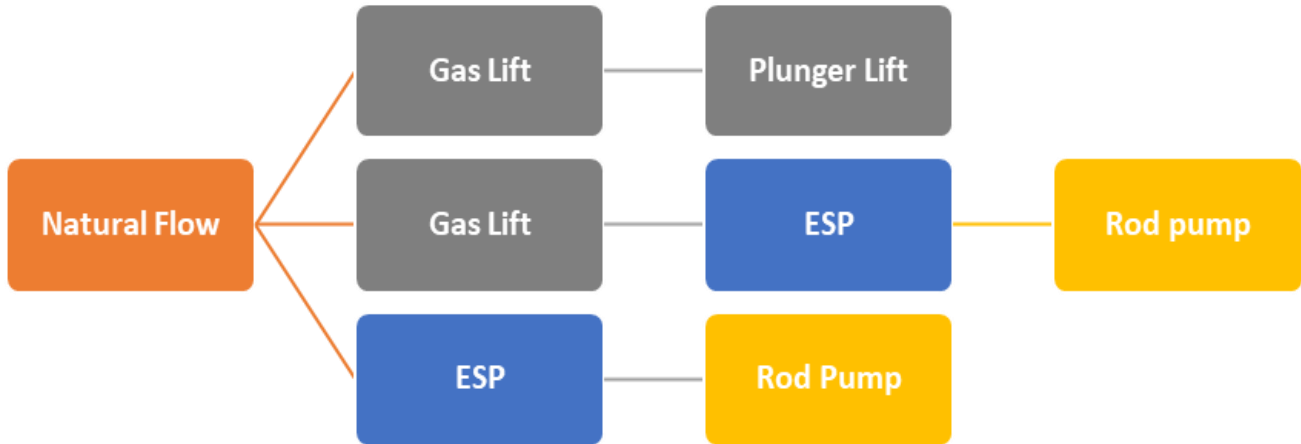 Gas Lift
Plunger Lift
Natural Flow
Gas Lift
ESP
Rod pump
ESP
Rod Pump